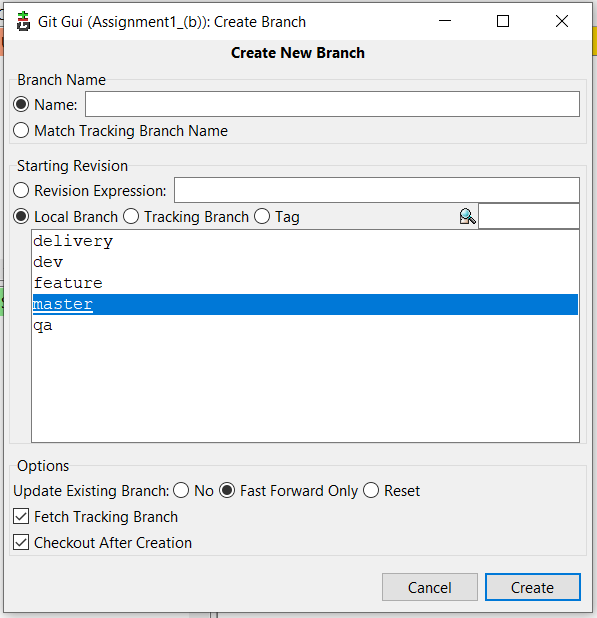 Git Gui (Assignment1_(b)): Create Branch
Create New Branch
Branch Name
Name:
Match Tracking Branch Name
Starting Revision
Revision Expression:
Local Branch Tracking Branch Tag
delivery
dev
feature
master
qa
Options
Update Existing Branch: No Fast Forward Only Reset
Fetch Tracking Branch
Checkout After Creation
Cancel Create